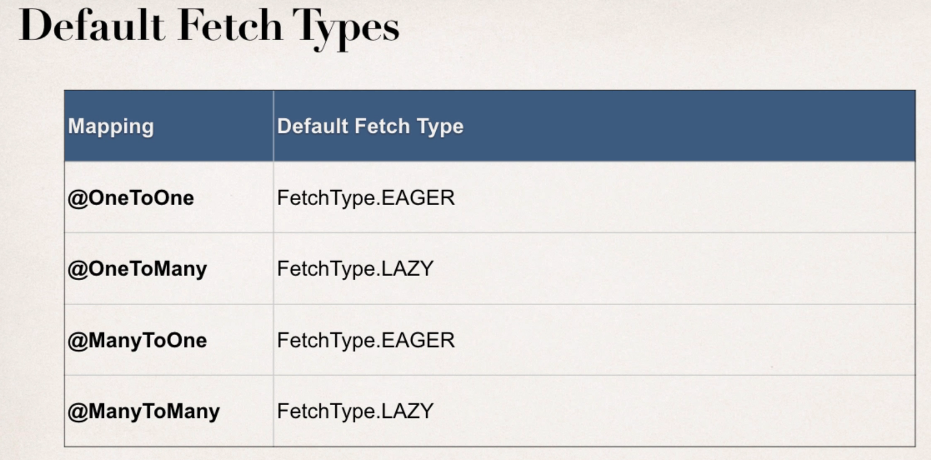 Default Fetch Types
Mapping Default Fetch Type
@OneToOne FetchType.EAGER
@OneToMany FetchType.LAZY
@ManyToOne FetchType.EAGER
@ManyToMany FetchType.LAZY